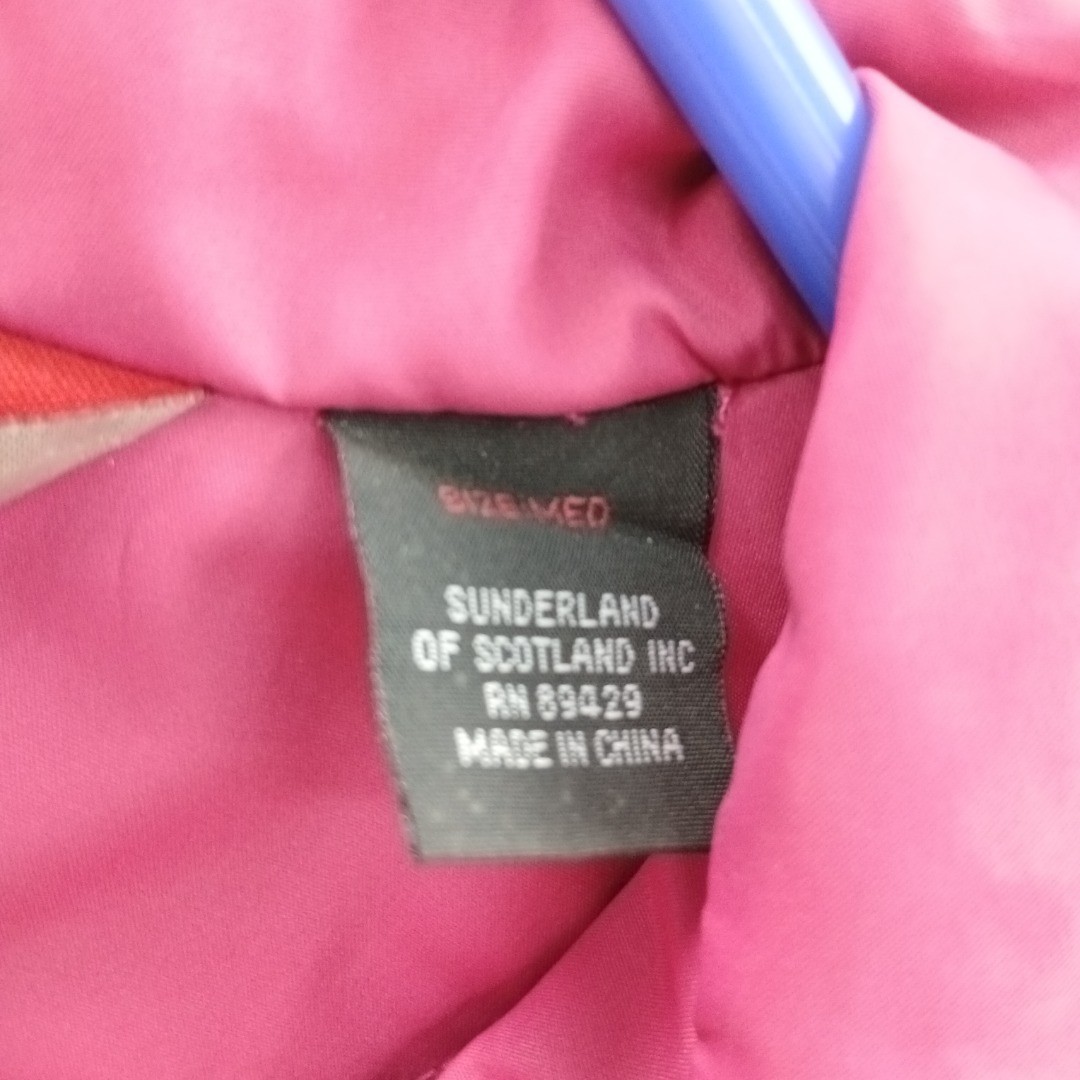 SIZE:MED
SUNDERLAND
OF SCOTLAND INC
RN 89429
MADE IN CHINA